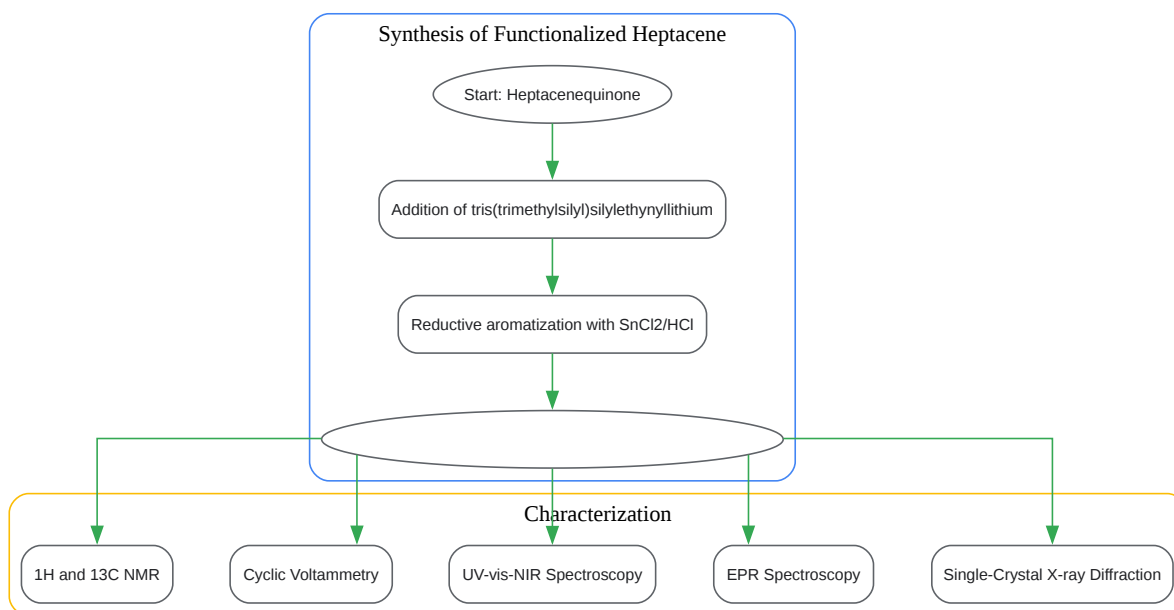 Synthesis of Functionalized Heptacene
Start: Heptacenequinone
Addition of tris(trimethylsilyl)silylethynyllithium
Reductive aromatization with SnCl2/HCl
Characterization
1H and 13C NMR
Cyclic Voltammetry
UV-vis-NIR Spectroscopy
EPR Spectroscopy
Single-Crystal X-ray Diffraction